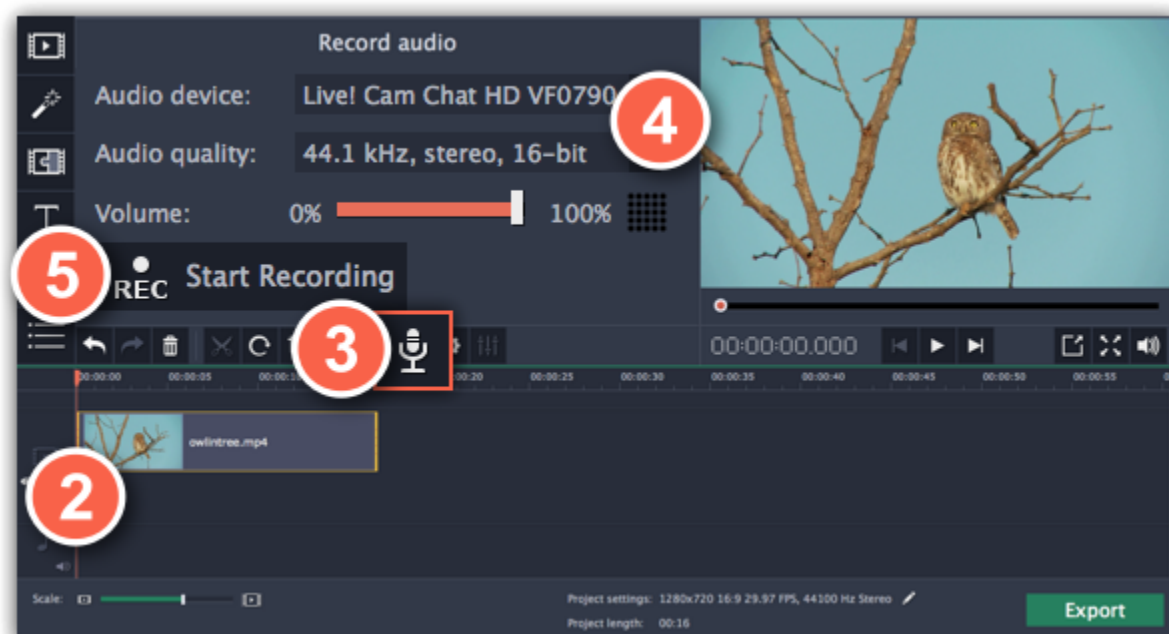 Record audio
Audio device: Live! Cam Chat HD VF0790
4
Audio quality: 44.1 kHz, stereo, 16-bit
Volume: 0% 100%
T
5
REC Start Recording
3
00:00:00.000
00:00:00 00:00:05 00:00:20 00:00:25 00:00:30 00:00:35 00:00:40 00:00:45 00:00:50 00:00:55
owlintree.mp4
2
Scale:
Project settings: 1280x720 16:9 29.97 FPS, 44100 Hz Stereo
Project length: 00:16
Export